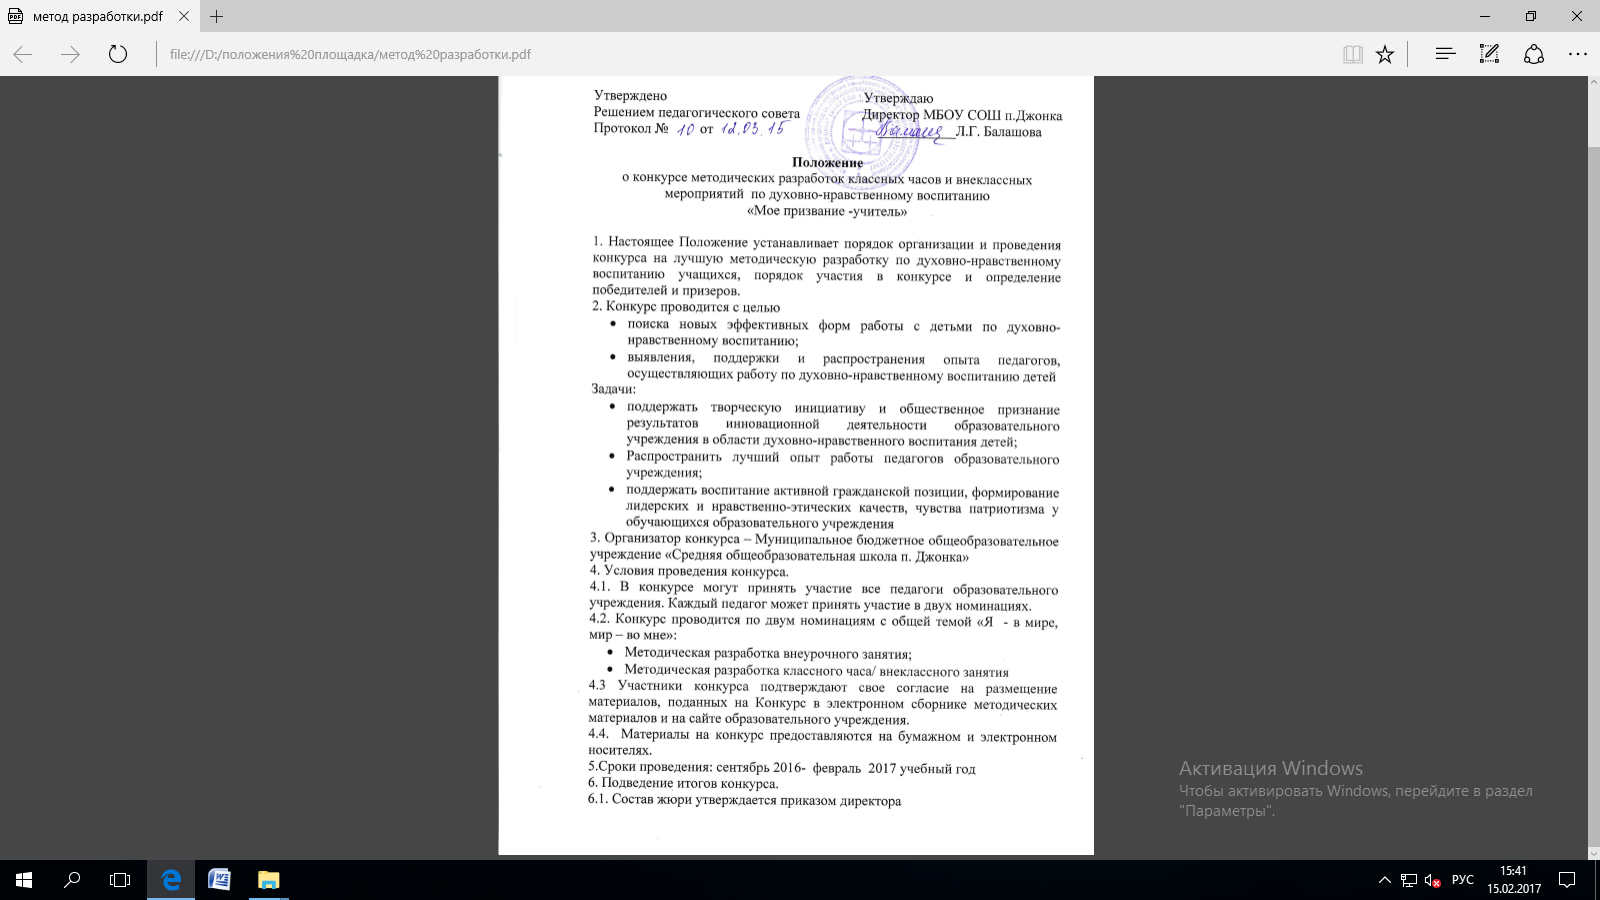 метод разработки.pdf
file:///D:/положения%20площадка/метод%20разработки.pdf
Утверждено
Решением педагогического совета
Протокол № 10 от 12.03.15
Утверждаю
Директор МБОУ СОШ п.Джонка
Л.Г. Балашова
Положение
о конкурсе методических разработок классных часов и внеклассных
мероприятий по духовно-нравственному воспитанию
«Мое призвание -учитель»
1. Настоящее Положение устанавливает порядок организации и проведения
конкурса на лучшую методическую разработку по духовно-нравственному
воспитанию учащихся, порядок участия в конкурсе и определение
победителей и призеров.
2. Конкурс проводится с целью
• поиска новых эффективных форм работы с детьми по духовно-
нравственному воспитанию;
• выявления, поддержки и распространения опыта педагогов,
осуществляющих работу по духовно-нравственному воспитанию детей
Задачи:
• поддержать творческую инициативу и общественное признание
результатов инновационной деятельности образовательного
учреждения в области духовно-нравственного воспитания детей;
• Распространить лучший опыт работы педагогов образовательного
учреждения;
• поддержать воспитание активной гражданской позиции, формирование
лидерских и нравственно-этических качеств, чувства патриотизма у
обучающихся образовательного учреждения
3. Организатор конкурса – Муниципальное бюджетное общеобразовательное
учреждение «Средняя общеобразовательная школа п. Джонка»
4. Условия проведения конкурса.
4.1. В конкурсе могут принять участие все педагоги образовательного
учреждения. Каждый педагог может принять участие в двух номинациях.
4.2. Конкурс проводится по двум номинациям с общей темой «Я - в мире,
мир – во мне»:
• Методическая разработка внеурочного занятия;
• Методическая разработка классного часа/ внеклассного занятия
4.3 Участники конкурса подтверждают свое согласие на размещение
материалов, поданных на Конкурс в электронном сборнике методических
материалов и на сайте образовательного учреждения.
4.4. Материалы на конкурс предоставляются на бумажном и электронном
носителях.
5.Сроки проведения: сентябрь 2016- февраль 2017 учебный год
6. Подведение итогов конкурса.
6.1. Состав жюри утверждается приказом директора
Активация Windows
Чтобы активировать Windows, перейдите в раздел
"Параметры".
РУС
15:41
15.02.2017